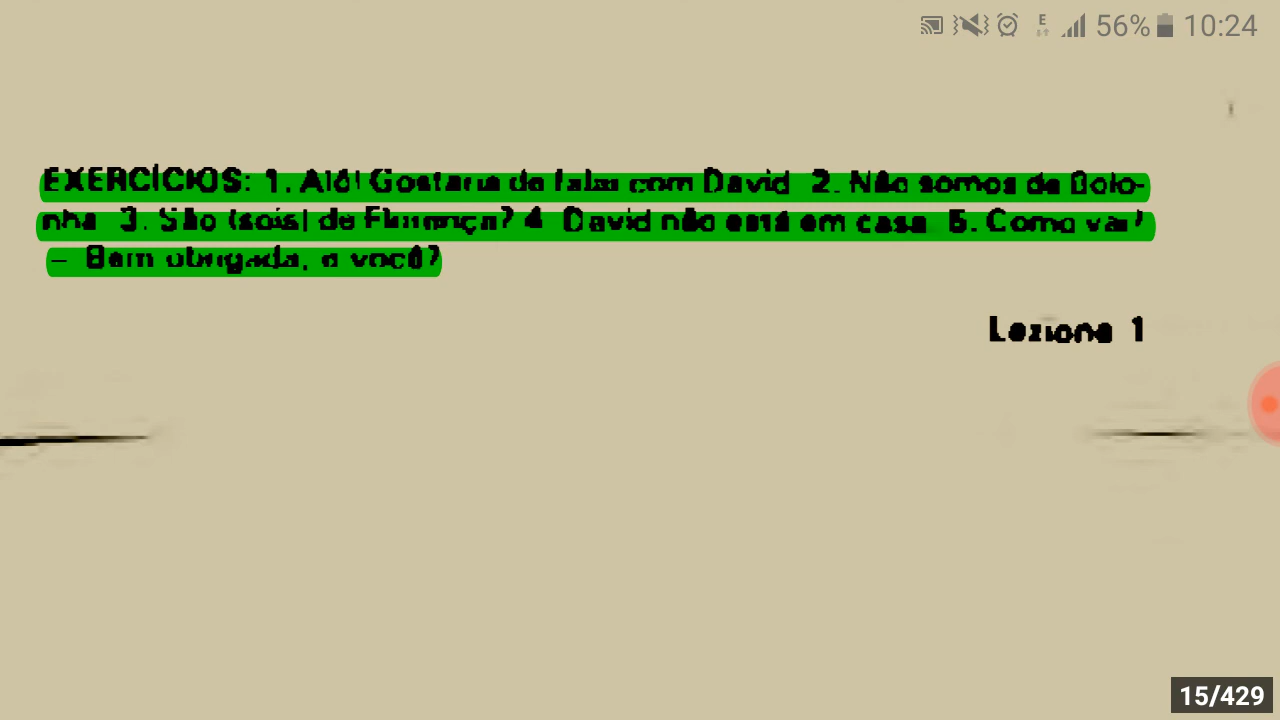 E 56% 10:24
EXERCÍCIOS: 1. Alô! Gostaria de falar com David 2. Não somos de Bolo-
nha 3. São (sois) de Florença? 4 David não está em casa 5. Como vai?
– Bem obrigada, e você?
Lezione 1
15/429